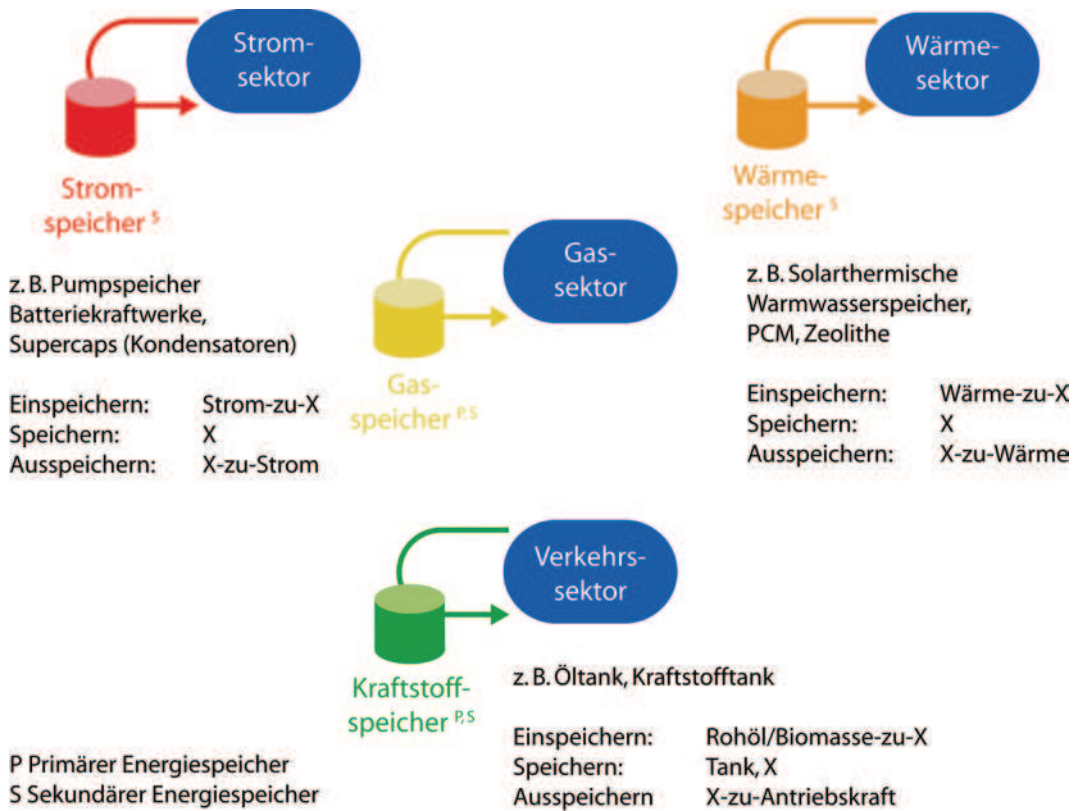 Strom-
sektor
Strom-
speicher S
z. B. Pumpspeicher
Batteriekraftwerke,
Supercaps (Kondensatoren)
Einspeichern: Strom-zu-X
Speichern: X
Ausspeichern: X-zu-Strom
Wärme-
sektor
Wärme-
speicher S
z. B. Solarthermische
Warmwasserspeicher,
PCM, Zeolithe
Einspeichern: Wärme-zu-X
Speichern: X
Ausspeichern: X-zu-Wärme
Gas-
sektor
Gas-
speicher P, S
Verkehrs-
sektor
Kraftstoff-
speicher P, S
z. B. Öltank, Kraftstofftank
Einspeichern: Rohöl/Biomasse-zu-X
Speichern: Tank, X
Ausspeichern X-zu-Antriebskraft
P Primärer Energiespeicher
S Sekundärer Energiespeicher